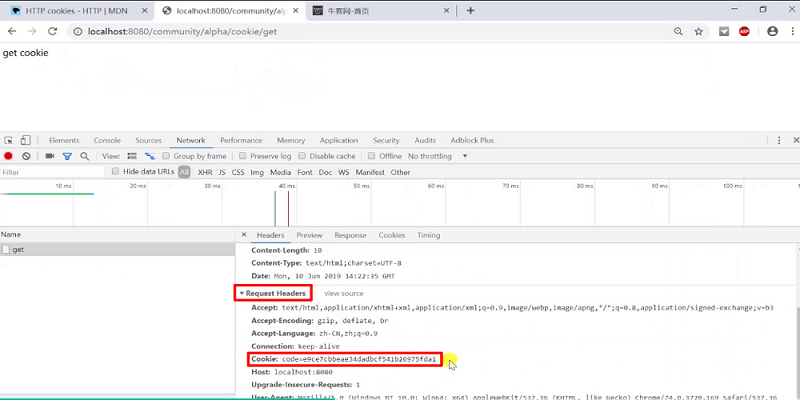 HTTP cookies - HTTP | MDN
localhost:8080/community/alph
牛客网-首页
localhost:8080/community/alpha/cookie/get
ABP
get cookie
Elements Console Sources Network Performance Memory Application Security Audits Adblock Plus
View: Group by frame Preserve log Disable cache Offline No throttling
Filter Hide data URLs All XHR JS CSS Img Media Font Doc WS Manifest Other
10 ms 20 ms 30 ms 40 ms 50 ms 60 ms 70 ms 80 ms 90 ms 100 ms
Name
get
Headers Preview Response Cookies Timing
Content-Length: 10
Content-Type: text/html;charset=UTF-8
Date: Mon, 10 Jun 2019 14:22:35 GMT
Request Headers view source
Accept: text/html,application/xhtml+xml,application/xml;q=0.9,image/webp,image/apng,*/*;q=0.8,application/signed-exchange;v=b3
Accept-Encoding: gzip, deflate, br
Accept-Language: zh-CN,zh;q=0.9
Connection: keep-alive
Cookie: code=e9ce7cbbeae34dadbcf541b26975fda1
Host: localhost:8080
Upgrade-Insecure-Requests: 1
User-Agent: Mozilla/5.0 (Windows NT 10.0; Win64; x64) AppleWebKit/537.36 (KHTML, like Gecko) Chrome/74.0.3729.169 Safari/537.36